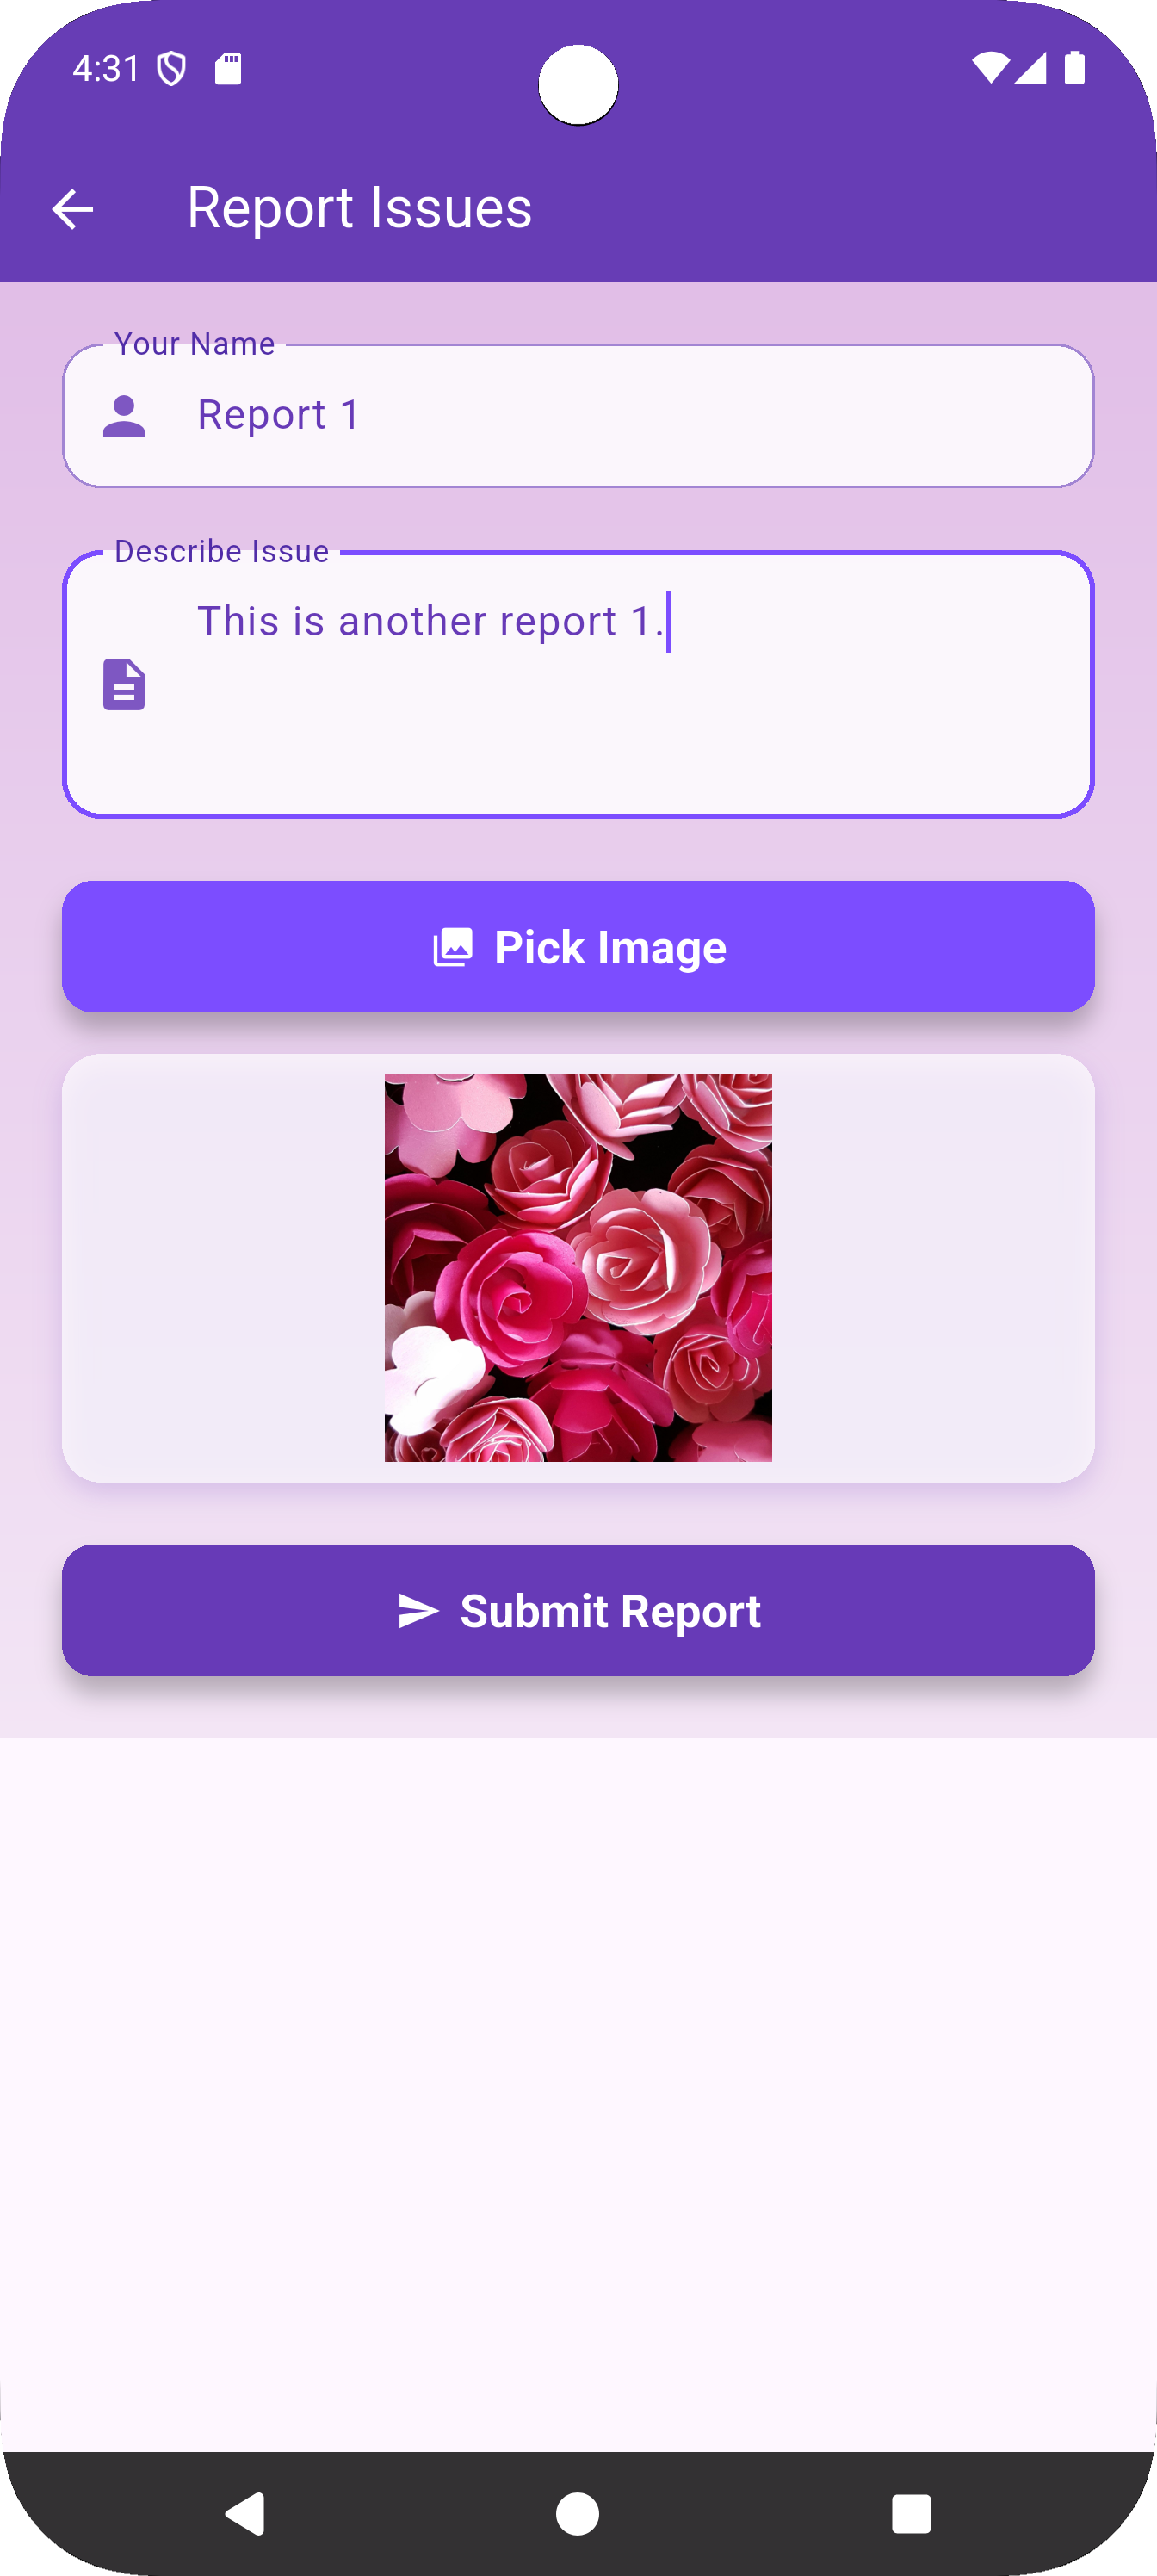 4:31
Report Issues
Your Name
Report 1
Describe Issue
This is another report 1.
Pick Image
Submit Report